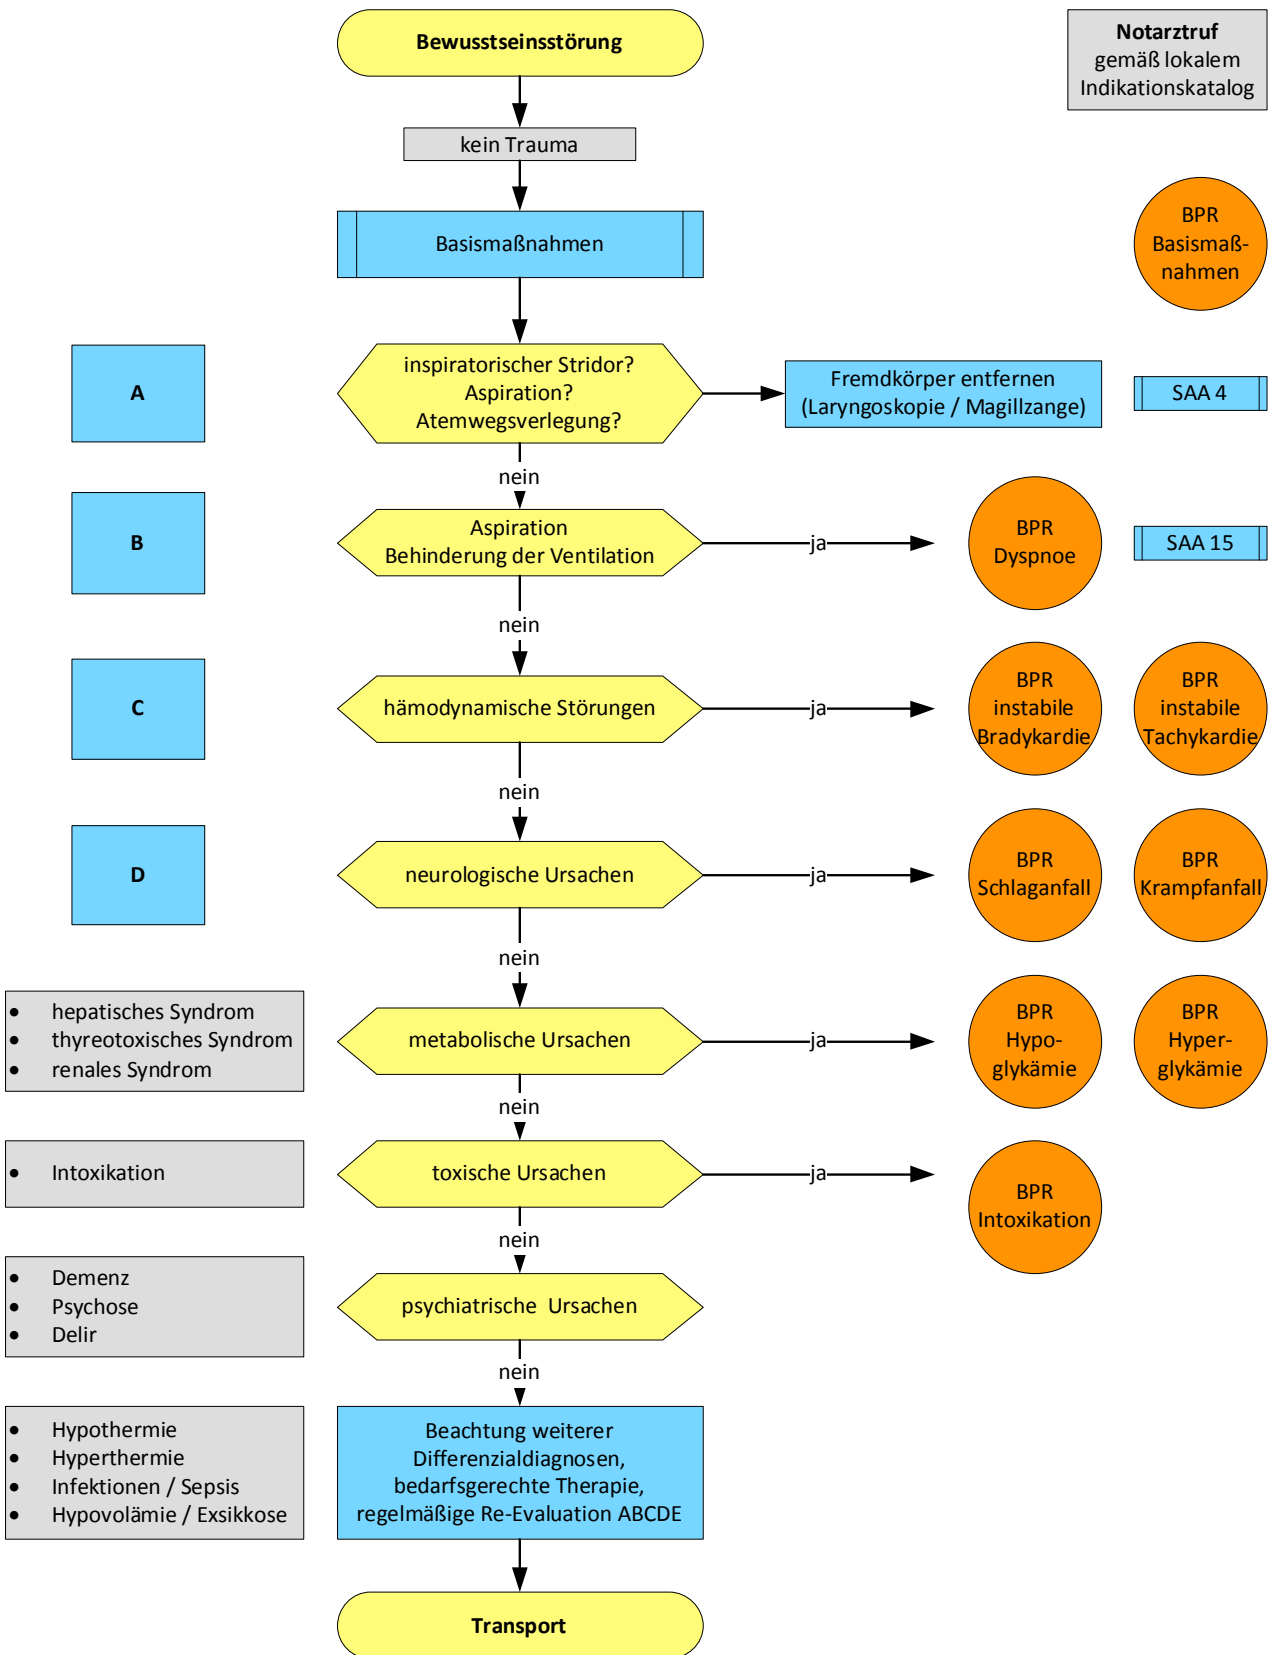 Bewusstseinsstörung
Notarztruf
gemäß lokalem
Indikationskatalog
kein Trauma
Basismaßnahmen
BPR
Basismaß-
nahmen
A
inspiratorischer Stridor?
Aspiration?
Atemwegsverlegung?
Fremdkörper entfernen
(Laryngoskopie / Magillzange)
SAA 4
nein
B
Aspiration
Behinderung der Ventilation
ja
BPR
Dyspnoe
SAA 15
nein
C
hämodynamische Störungen
ja
BPR
instabile
Bradykardie
BPR
instabile
Tachykardie
nein
D
neurologische Ursachen
ja
BPR
Schlaganfall
BPR
Krampfanfall
nein
• hepatisches Syndrom
• thyreotoxisches Syndrom
• renales Syndrom
metabolische Ursachen
ja
BPR
Hypo-
glykämie
BPR
Hyper-
glykämie
nein
• Intoxikation
toxische Ursachen
ja
BPR
Intoxikation
nein
• Demenz
• Psychose
• Delir
psychiatrische  Ursachen
nein
• Hypothermie
• Hyperthermie
• Infektionen / Sepsis
• Hypovolämie / Exsikkose
Beachtung weiterer
Differenzialdiagnosen,
bedarfsgerechte Therapie,
regelmäßige Re-Evaluation ABCDE
Transport